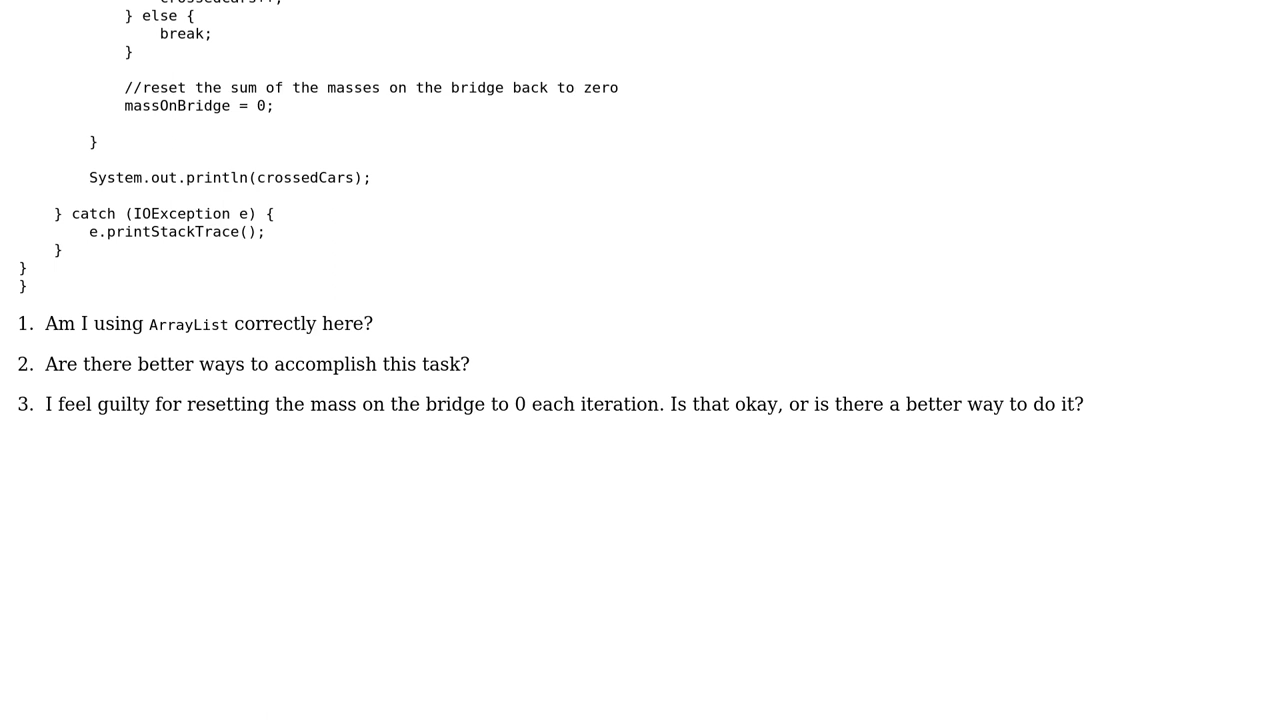 } else {
break;
}
//reset the sum of the masses on the bridge back to zero
massOnBridge = 0;
}
System.out.println(crossedCars);
} catch (IOException e) {
e.printStackTrace();
}
}
}
1. Am I using ArrayList correctly here?
2. Are there better ways to accomplish this task?
3. I feel guilty for resetting the mass on the bridge to 0 each iteration. Is that okay, or is there a better way to do it?